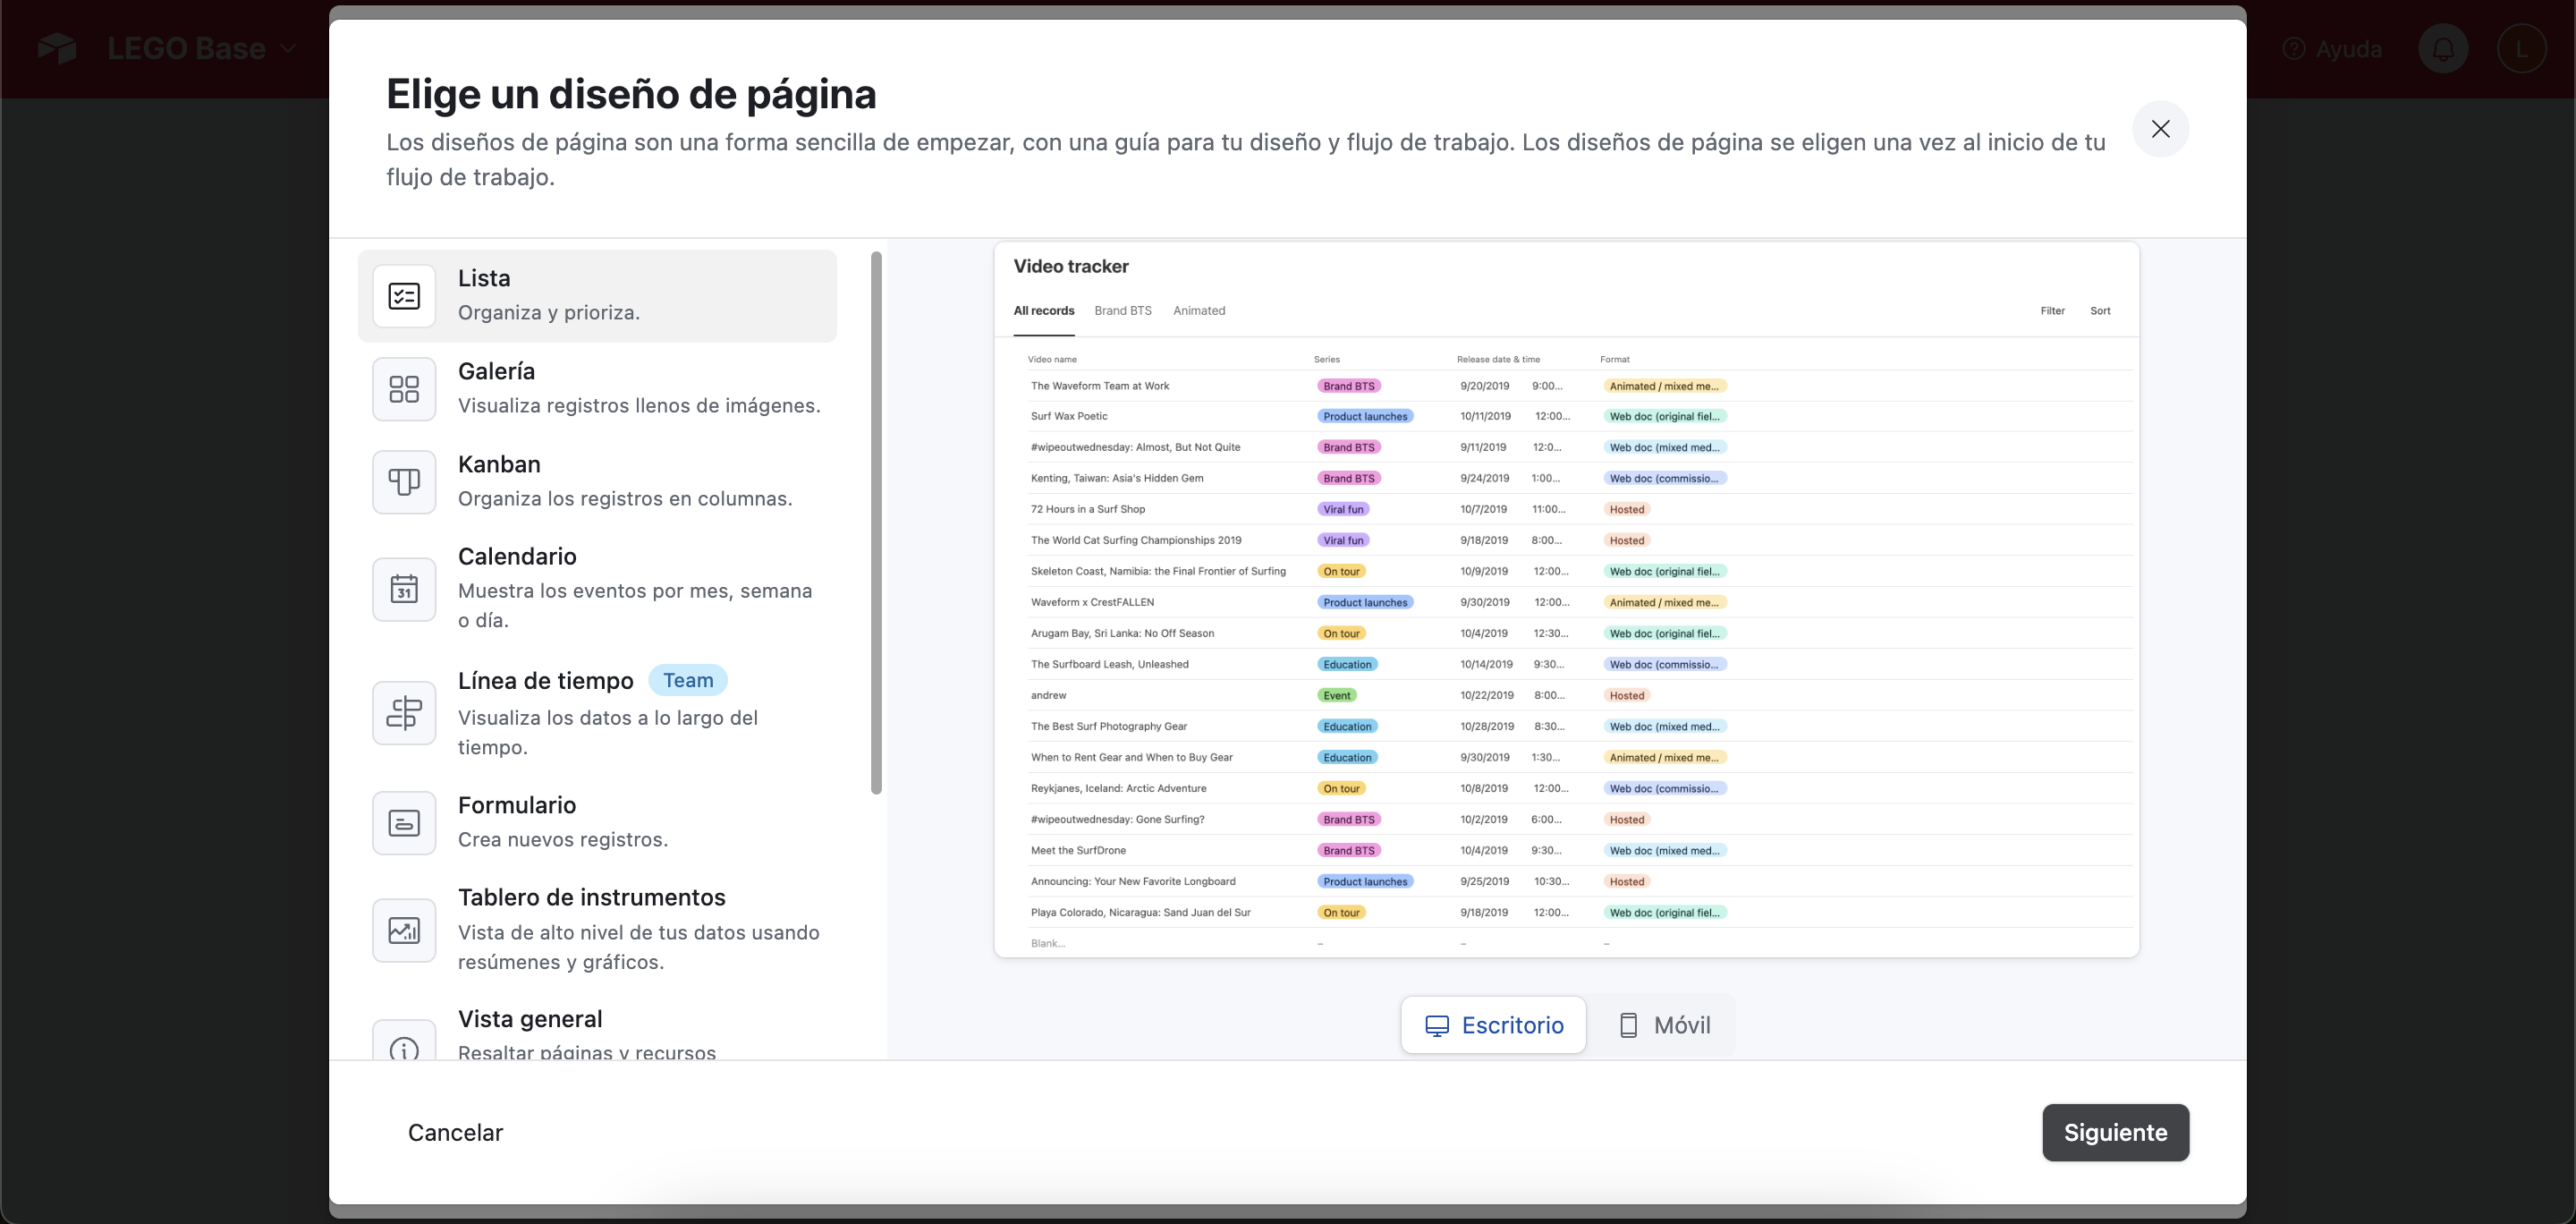 LEGO Base
Ayuda
L
Elige un diseño de página
Los diseños de página son una forma sencilla de empezar, con una guía para tu diseño y flujo de trabajo. Los diseños de página se eligen una vez al inicio de tu
flujo de trabajo.
Lista
Organiza y prioriza.
Galería
Visualiza registros llenos de imágenes.
Kanban
Organiza los registros en columnas.
31
Calendario
Muestra los eventos por mes, semana
o día.
Línea de tiempo Team
Visualiza los datos a lo largo del
tiempo.
Formulario
Crea nuevos registros.
Tablero de instrumentos
Vista de alto nivel de tus datos usando
resúmenes y gráficos.
Vista general
Resaltar páginas y recursos
Video tracker
All records Brand BTS Animated Filter Sort
Video name Series Release date & time Format
The Waveform Team at Work Brand BTS 9/20/2019 9:00... Animated / mixed me...
Surf Wax Poetic Product launches 10/11/2019 12:00... Web doc (original fiel...
#wipeoutwednesday: Almost, But Not Quite Brand BTS 9/11/2019 12:0... Web doc (mixed med...
Kenting, Taiwan: Asia's Hidden Gem Brand BTS 9/24/2019 1:00... Web doc (commissio...
72 Hours in a Surf Shop Viral fun 10/7/2019 11:00... Hosted
The World Cat Surfing Championships 2019 Viral fun 9/18/2019 8:00... Hosted
Skeleton Coast, Namibia: the Final Frontier of Surfing On tour 10/9/2019 12:00... Web doc (original fiel...
Waveform x CrestFALLEN Product launches 9/30/2019 12:00... Animated / mixed me...
Arugam Bay, Sri Lanka: No Off Season On tour 10/4/2019 12:30... Web doc (original fiel...
The Surfboard Leash, Unleashed Education 10/14/2019 9:30... Web doc (commissio...
andrew Event 10/22/2019 8:00... Hosted
The Best Surf Photography Gear Education 10/28/2019 8:30... Web doc (mixed med...
When to Rent Gear and When to Buy Gear Education 9/30/2019 1:30... Animated / mixed me...
Reykjanes, Iceland: Arctic Adventure On tour 10/8/2019 12:00... Web doc (commissio...
#wipeoutwednesday: Gone Surfing? Brand BTS 10/2/2019 6:00... Hosted
Meet the SurfDrone Brand BTS 10/4/2019 9:30... Web doc (mixed med...
Announcing: Your New Favorite Longboard Product launches 9/25/2019 10:30... Hosted
Playa Colorado, Nicaragua: Sand Juan del Sur On tour 9/18/2019 12:00... Web doc (original fiel...
Blank... – – –
Escritorio Móvil
Cancelar Siguiente